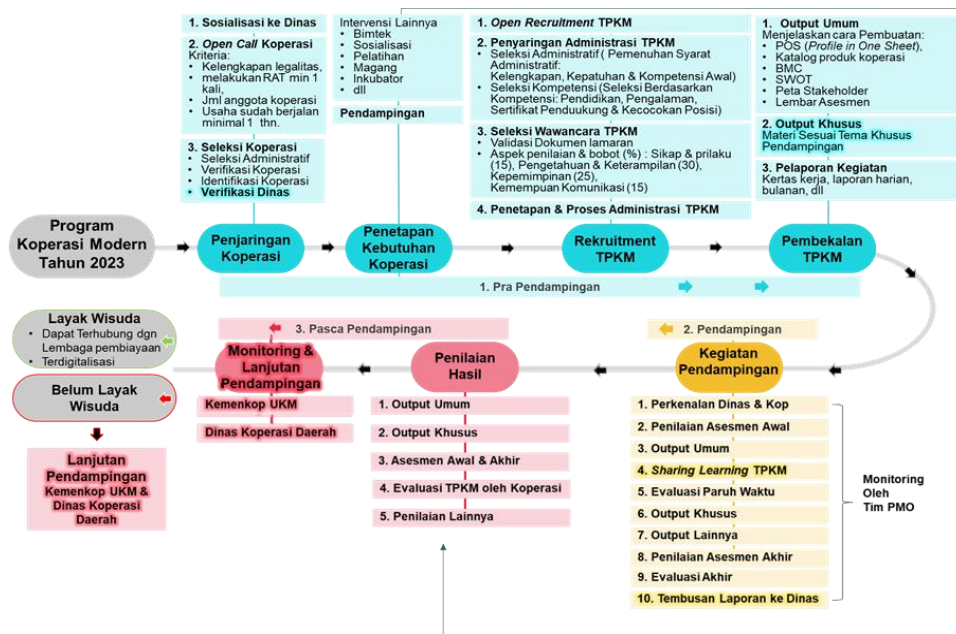 1. Sosialisasi ke Dinas
2. Open Call Koperasi
Kriteria:
• Kelengkapan legalitas,
• melakukan RAT min 1
kali,
• Jml anggota koperasi
• Usaha sudah berjalan
minimal 1 thn.
3. Seleksi Koperasi
• Seleksi Administratif
• Verifikasi Koperasi
• Identifikasi Koperasi
• Verifikasi Dinas
Intervensi Lainnya
• Bimtek
• Sosialisasi
• Pelatihan
• Magang
• Inkubator
• dll
Pendampingan
1. Open Recruitment TPKM
2. Penyaringan Administrasi TPKM
• Seleksi Administratif ( Pemenuhan Syarat
Administratif:
Kelengkapan, Kepatuhan & Kompetensi Awal)
• Seleksi Kompetensi (Seleksi Berdasarkan
Kompetensi: Pendidikan, Pengalaman,
Sertifikat Penduukung & Kecocokan Posisi)
3. Seleksi Wawancara TPKM
• Validasi Dokumen lamaran
• Aspek penilaian & bobot (%) : Sikap & prilaku
(15), Pengetahuan & Keterampilan (30),
Kepemimpinan (25),
Kemempuan Komunikasi (15)
4. Penetapan & Proses Administrasi TPKM
1. Output Umum
Menjelaskan cara Pembuatan:
• POS (Profile in One Sheet),
• Katalog produk koperasi
• BMC
• SWOT
• Peta Stakeholder
• Lembar Asesmen
2. Output Khusus
Materi Sesuai Tema Khusus
Pendampingan
3. Pelaporan Kegiatan
Kertas kerja, laporan harian,
bulanan, dll
Program
Koperasi Modern
Tahun 2023
Penjaringan
Koperasi
Penetapan
Kebutuhan
Koperasi
Rekruitment
TPKM
Pembekalan
TPKM
1. Pra Pendampingan
Layak Wisuda
• Dapat Terhubung dgn
Lembaga pembiayaan
• Terdigitalisasi
Belum Layak
Wisuda
Lanjutan
Pendampingan
Kemenkop UKM &
Dinas Koperasi
Daerah
3. Pasca Pendampingan
Monitoring &
Lanjutan
Pendampingan
Kemenkop UKM
Dinas Koperasi Daerah
Penilaian
Hasil
1. Output Umum
2. Output Khusus
3. Asesmen Awal & Akhir
4. Evaluasi TPKM oleh Koperasi
5. Penilaian Lainnya
2. Pendampingan
Kegiatan
Pendampingan
1. Perkenalan Dinas & Kop
2. Penilaian Asesmen Awal
3. Output Umum
4. Sharing Learning TPKM
5. Evaluasi Paruh Waktu
6. Output Khusus
7. Output Lainnya
8. Penilaian Asesmen Akhir
9. Evaluasi Akhir
10. Tembusan Laporan ke Dinas
Monitoring
Oleh
Tim PMO